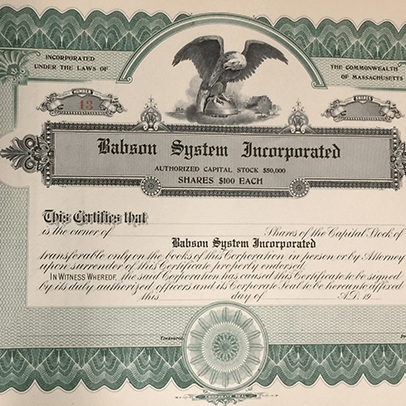 INCORPORATED
UNDER THE LAWS OF
THE COMMONWEALTH
OF MASSACHUSETTS
NUMBER
13
SHARES
Babson System Incorporated
AUTHORIZED CAPITAL STOCK $50,000
SHARES $100 EACH
This Certifies that
is the owner of Shares of the Capital Stock of
Babson System Incorporated
transferable only on the books of this Corporation in person or by Attorney
upon surrender of this Certificate properly endorsed.
IN WITNESS WHEREOF, the said Corporation has caused this Certificate to be signed
by its duly authorized officers and its Corporate Seal to be hereunto affixed
this day of A.D. 19
Treasurer